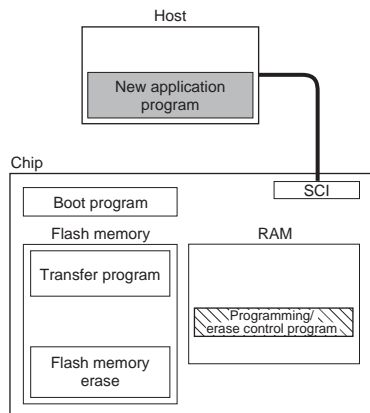 Host
New application
program
Chip
SCI
Boot program
Flash memory
RAM
Transfer program
Programming/
erase control program
Flash memory
erase